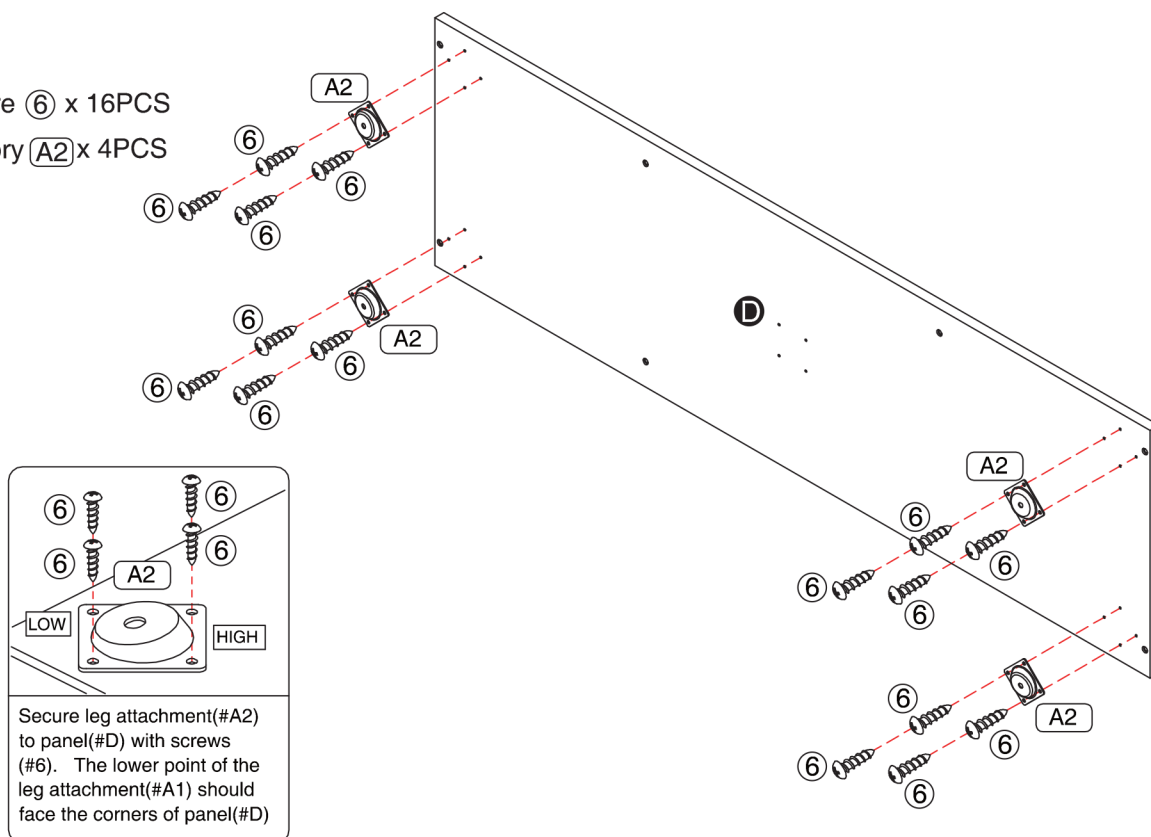 e ⑥ x 16PCS
ory A2 x 4PCS
A2
⑥
⑥
⑥
⑥
⑥
⑥
⑥
⑥
A2
D
A2
⑥
⑥
⑥
⑥
⑥
⑥
⑥
⑥
A2
⑥
⑥
⑥
⑥
A2
LOW
HIGH
Secure leg attachment(#A2)
to panel(#D) with screws
(#6). The lower point of the
leg attachment(#A1) should
face the corners of panel(#D)